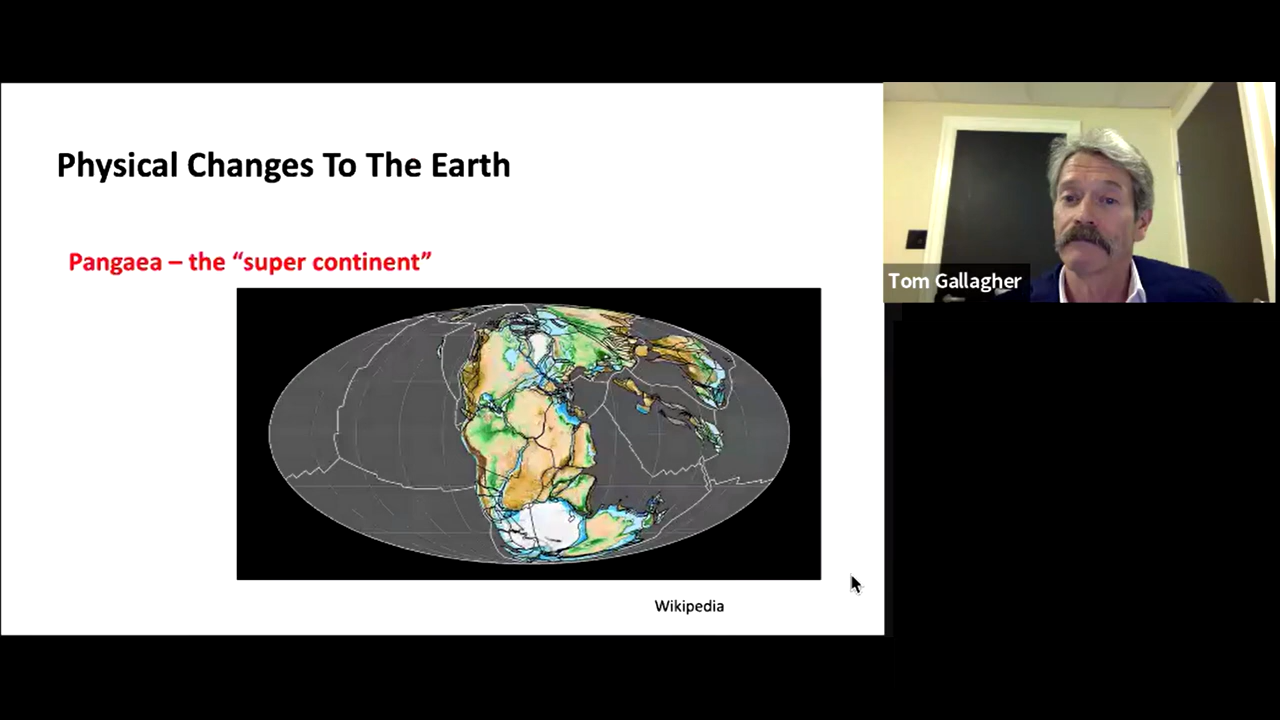 Physical Changes To The Earth
Pangaea – the “super continent”
Wikipedia
Tom Gallagher